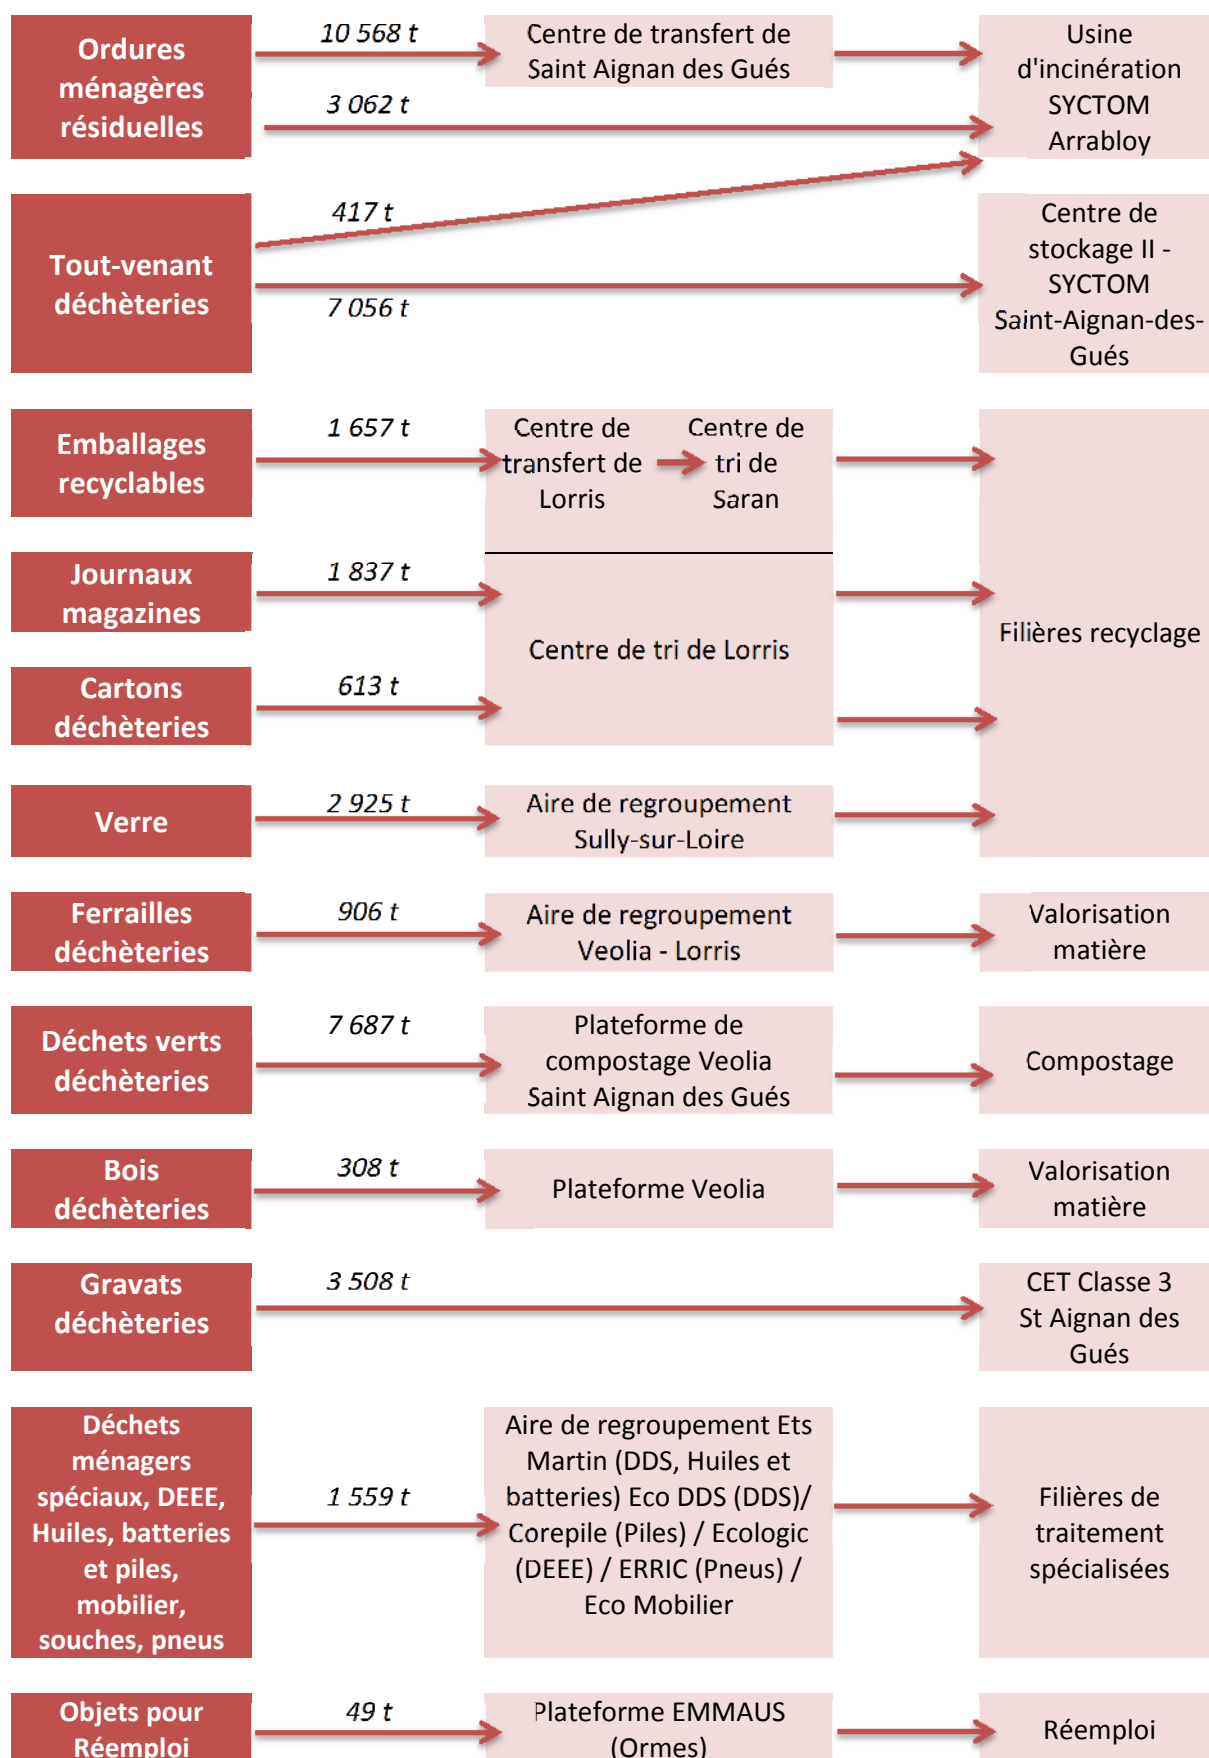 Ordures
ménagères
résiduelles
10 568 t
Centre de transfert de
Saint Aignan des Gués
3 062 t
Usine
d'incinération
SYCTOM
Arrabloy
Tout-venant
déchèteries
417 t
7 056 t
Centre de
stockage II -
SYCTOM
Saint-Aignan-des-
Gués
Emballages
recyclables
1 657 t
Centre de
transfert de
Lorris
Centre de
tri de
Saran
Journaux
magazines
1 837 t
Centre de tri de Lorris
Filières recyclage
Cartons
déchèteries
613 t
Verre
2 925 t
Aire de regroupement
Sully-sur-Loire
Ferrailles
déchèteries
906 t
Aire de regroupement
Veolia - Lorris
Valorisation
matière
Déchets verts
déchèteries
7 687 t
Plateforme de
compostage Veolia
Saint Aignan des Gués
Compostage
Bois
déchèteries
308 t
Plateforme Veolia
Valorisation
matière
Gravats
déchèteries
3 508 t
CET Classe 3
St Aignan des
Gués
Déchets
ménagers
spéciaux, DEEE,
Huiles, batteries
et piles,
mobilier,
souches, pneus
1 559 t
Aire de regroupement Ets
Martin (DDS, Huiles et
batteries) Eco DDS (DDS)/
Corepile (Piles) / Ecologic
(DEEE) / ERRIC (Pneus) /
Eco Mobilier
Filières de
traitement
spécialisées
Objets pour
Réemploi
49 t
Plateforme EMMAUS
(Ormes)
Réemploi